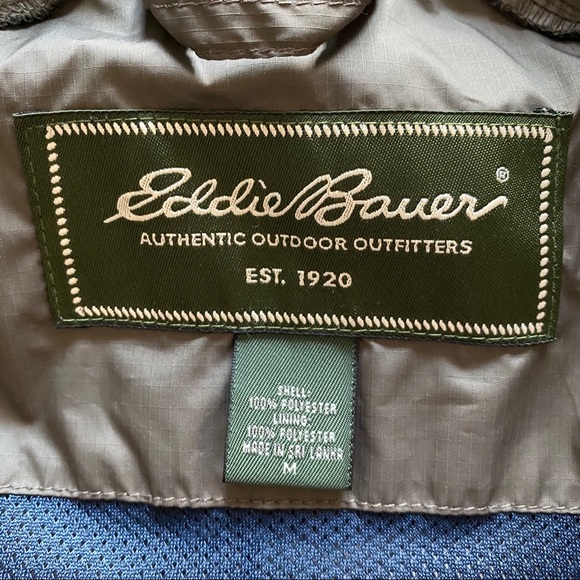 Eddie Bauer ®
AUTHENTIC OUTDOOR OUTFITTERS
EST. 1920
SHELL:
100% POLYESTER
LINING:
100% POLYESTER
MADE IN SRI LANKA
M